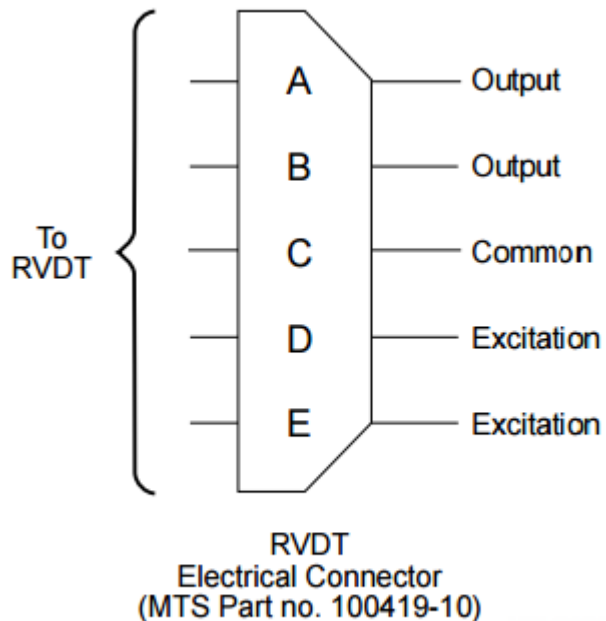 A
Output
B
Output
To
RVDT
C
Common
D
Excitation
E
Excitation
RVDT
Electrical Connector
(MTS Part no. 100419-10)